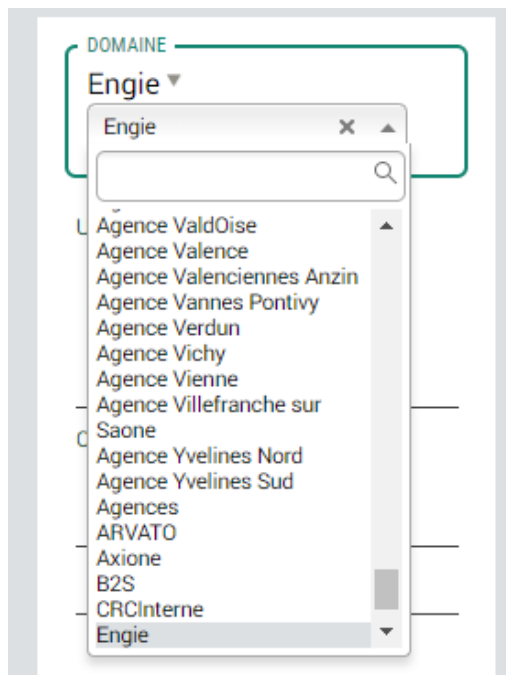 DOMAINE
Engie
Engie
Agence ValdOise
Agence Valence
Agence Valenciennes Anzin
Agence Vannes Pontivy
Agence Verdun
Agence Vichy
Agence Vienne
Agence Villefranche sur
Saone
Agence Yvelines Nord
Agence Yvelines Sud
Agences
ARVATO
Axione
B2S
CRCInterne
Engie